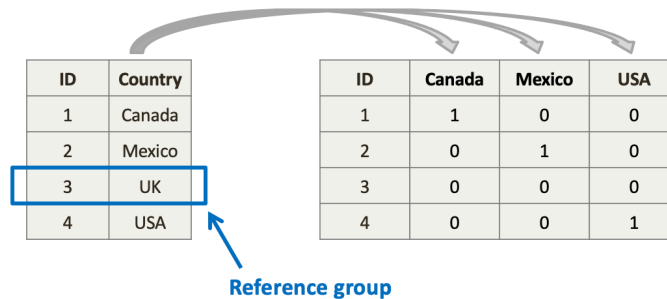 ID Country
1 Canada
2 Mexico
3 UK
4 USA
ID Canada Mexico USA
1 1 0 0
2 0 1 0
3 0 0 0
4 0 0 1
Reference group